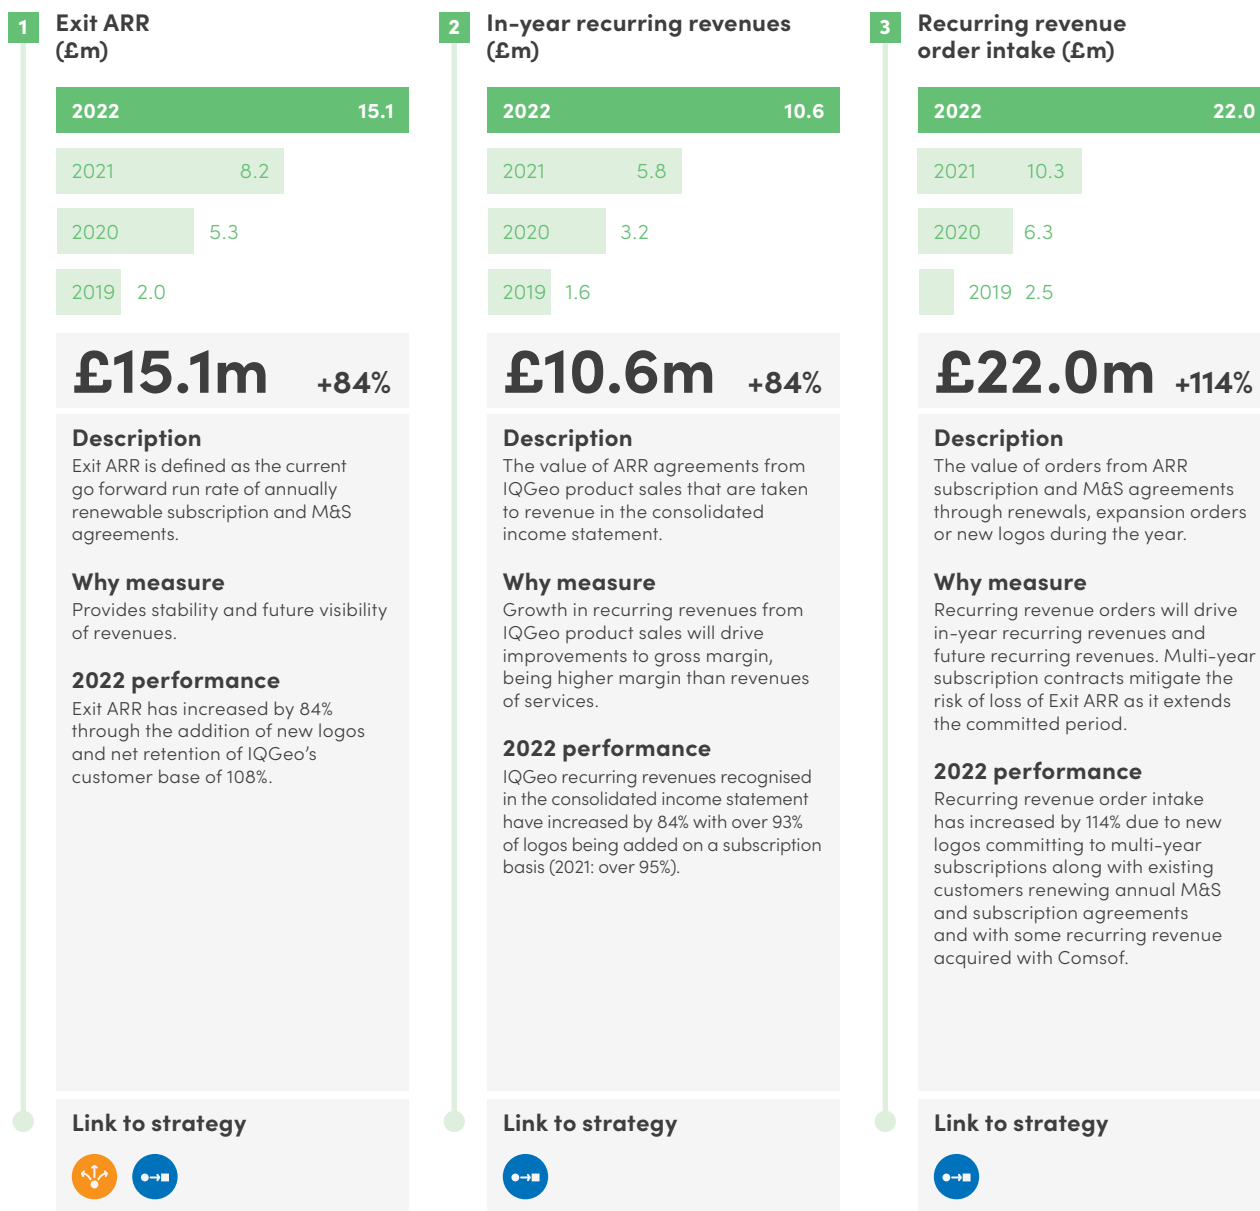 1
Exit ARR
(£m)
2022 15.1
2021 8.2
2020 5.3
2019 2.0
£15.1m +84%
Description
Exit ARR is defined as the current
go forward run rate of annually
renewable subscription and M&S
agreements.
Why measure
Provides stability and future visibility
of revenues.
2022 performance
Exit ARR has increased by 84%
through the addition of new logos
and net retention of IQGeo’s
customer base of 108%.
Link to strategy
2
In-year recurring revenues
(£m)
2022 10.6
2021 5.8
2020 3.2
2019 1.6
£10.6m +84%
Description
The value of ARR agreements from
IQGeo product sales that are taken
to revenue in the consolidated
income statement.
Why measure
Growth in recurring revenues from
IQGeo product sales will drive
improvements to gross margin,
being higher margin than revenues
of services.
2022 performance
IQGeo recurring revenues recognised
in the consolidated income statement
have increased by 84% with over 93%
of logos being added on a subscription
basis (2021: over 95%).
Link to strategy
3
Recurring revenue
order intake (£m)
2022 22.0
2021 10.3
2020 6.3
2019 2.5
£22.0m +114%
Description
The value of orders from ARR
subscription and M&S agreements
through renewals, expansion orders
or new logos during the year.
Why measure
Recurring revenue orders will drive
in-year recurring revenues and
future recurring revenues. Multi-year
subscription contracts mitigate the
risk of loss of Exit ARR as it extends
the committed period.
2022 performance
Recurring revenue order intake
has increased by 114% due to new
logos committing to multi-year
subscriptions along with existing
customers renewing annual M&S
and subscription agreements
and with some recurring revenue
acquired with Comsof.
Link to strategy